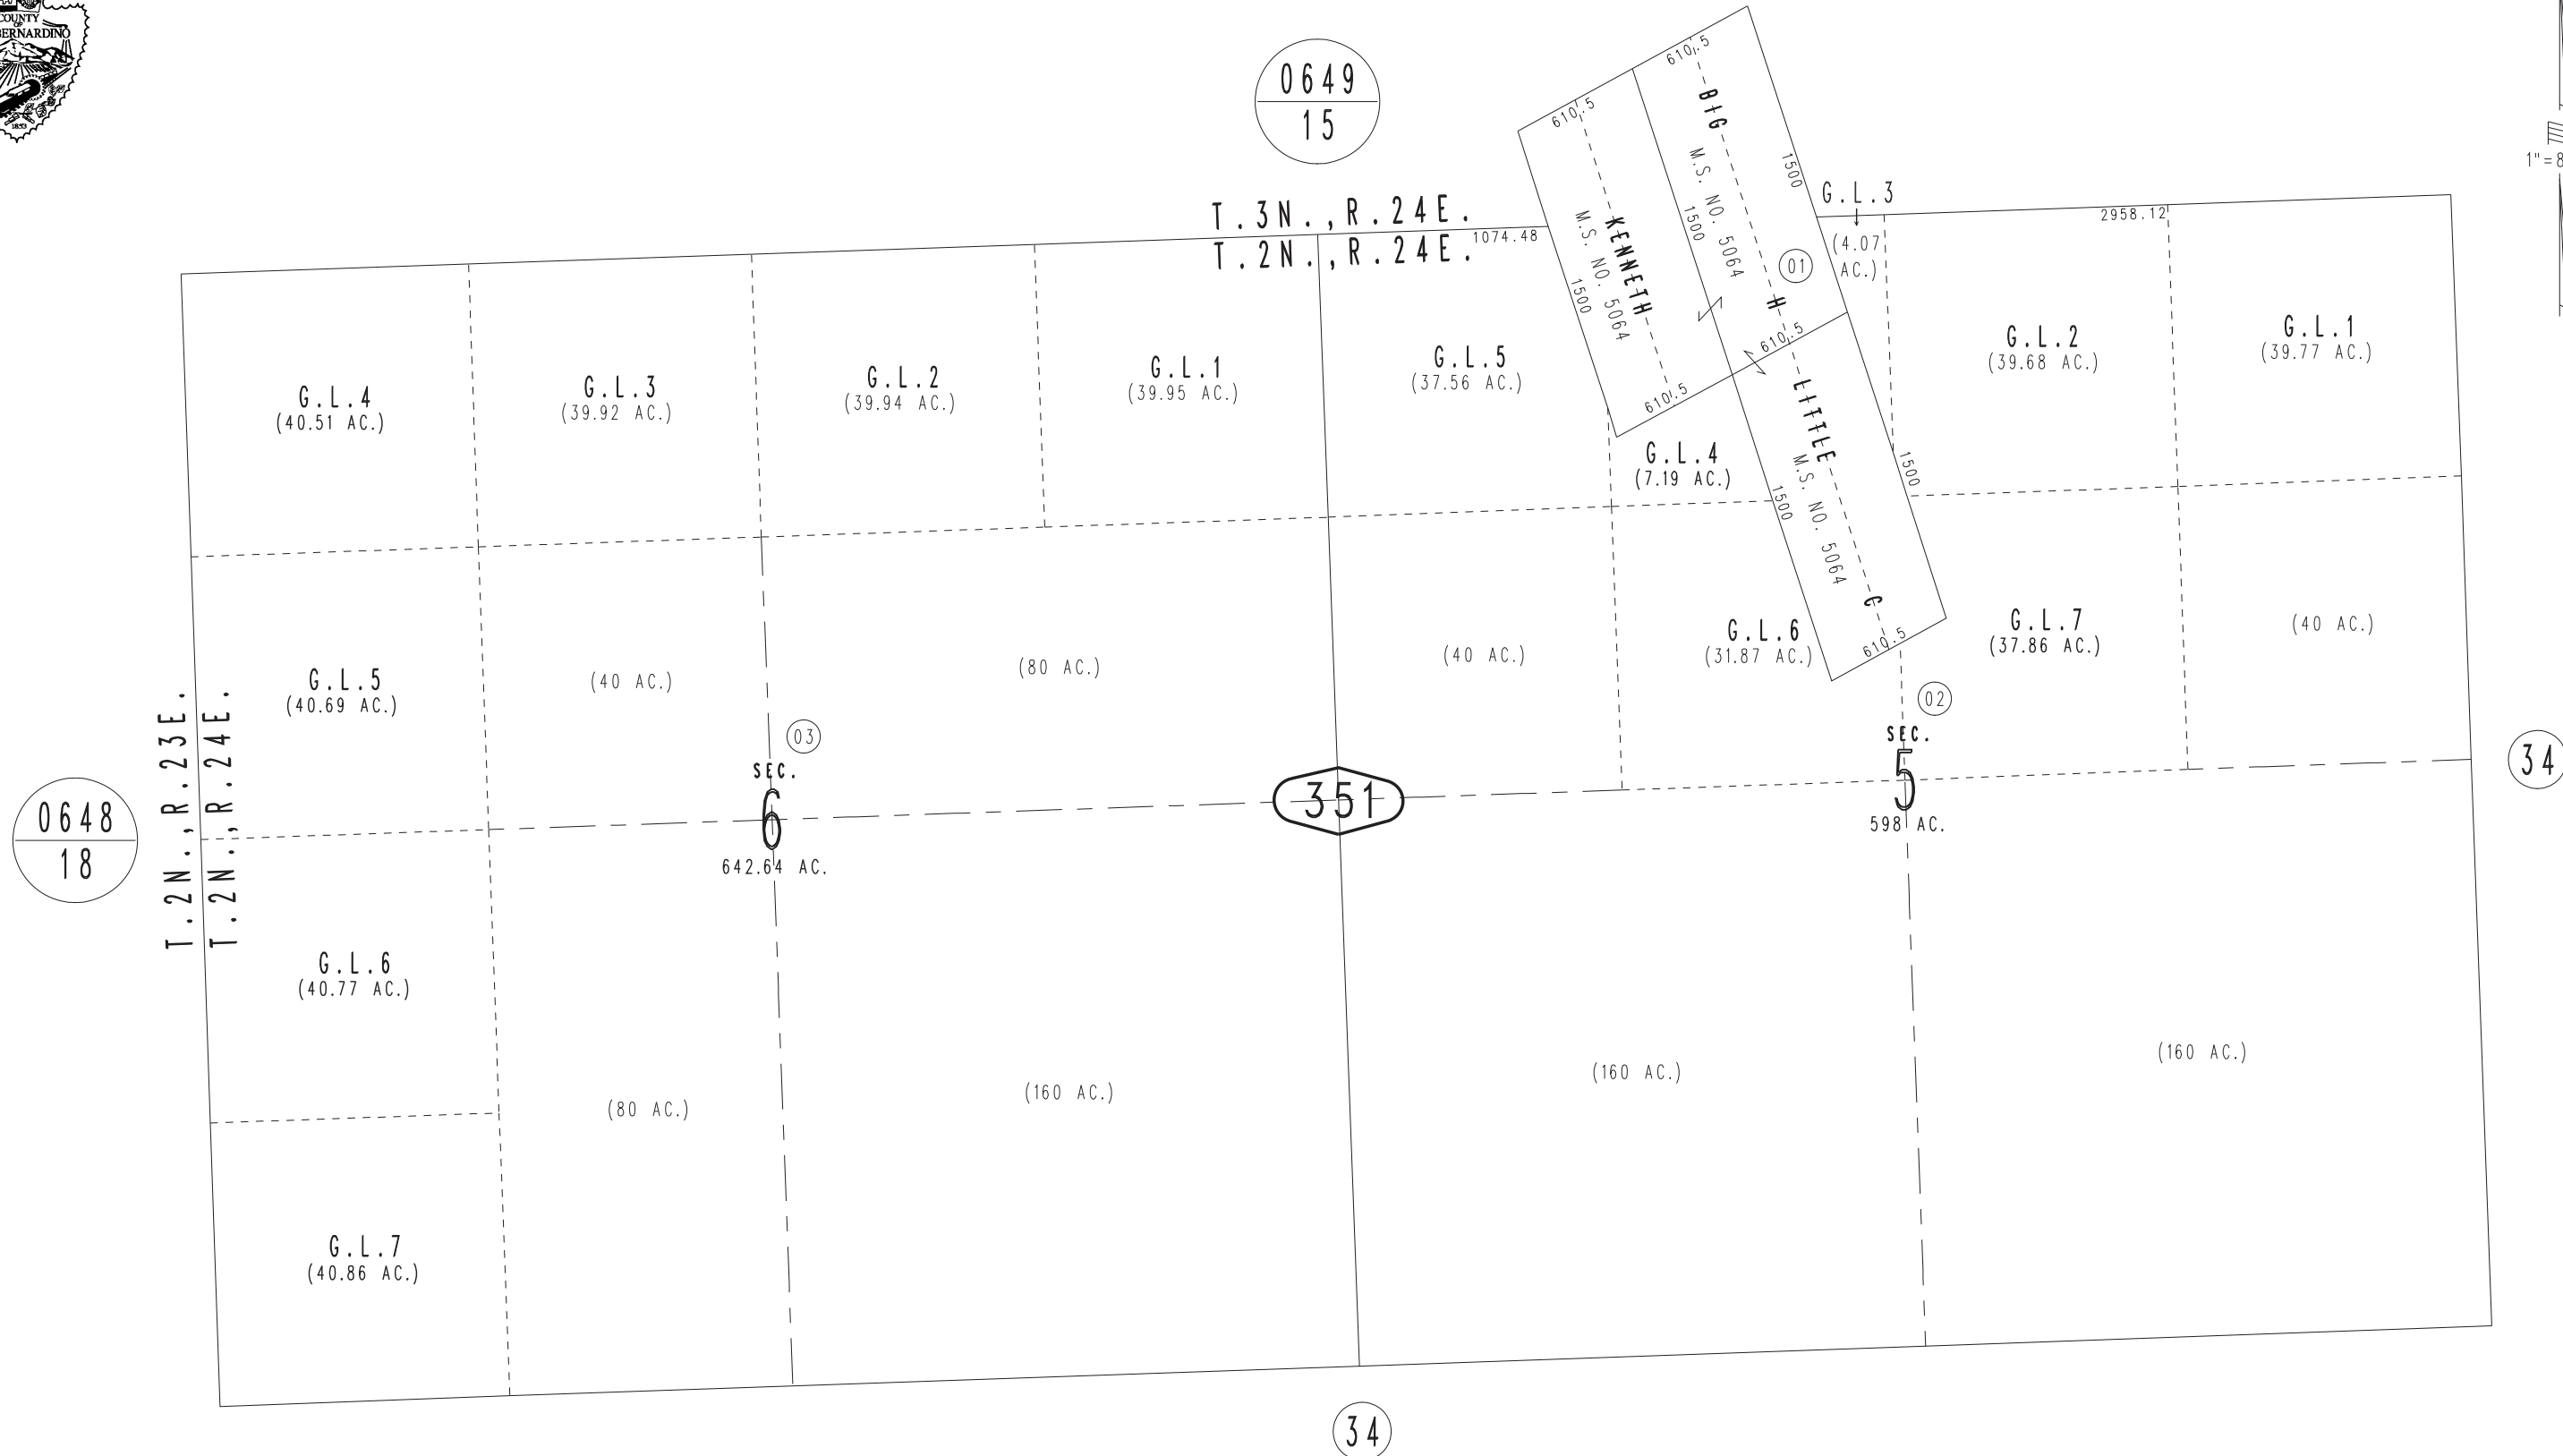 COUNTY
OF
BERNARDINO
1853
0649
15
1"=8
T.3N.,R.24E.
T.2N.,R.24E.
1074.48
610.5
610.5
BIG H
M.S. NO. 5064
1500
1500
01
KENNETH
M.S. NO. 5064
1500
610.5
610.5
LITTLE C
M.S. NO. 5064
1500
1500
610.5
G.L.3
(4.07
AC.)
2958.12
G.L.4
(40.51 AC.)
G.L.3
(39.92 AC.)
G.L.2
(39.94 AC.)
G.L.1
(39.95 AC.)
G.L.5
(37.56 AC.)
G.L.4
(7.19 AC.)
G.L.2
(39.68 AC.)
G.L.1
(39.77 AC.)
G.L.5
(40.69 AC.)
(40 AC.)
(80 AC.)
(40 AC.)
G.L.6
(31.87 AC.)
G.L.7
(37.86 AC.)
(40 AC.)
T.2N.,R.23E.
T.2N.,R.24E.
0648
18
03
SEC.
6
642.64 AC.
351
02
SEC.
5
598 AC.
34
G.L.6
(40.77 AC.)
(80 AC.)
(160 AC.)
(160 AC.)
(160 AC.)
G.L.7
(40.86 AC.)
34